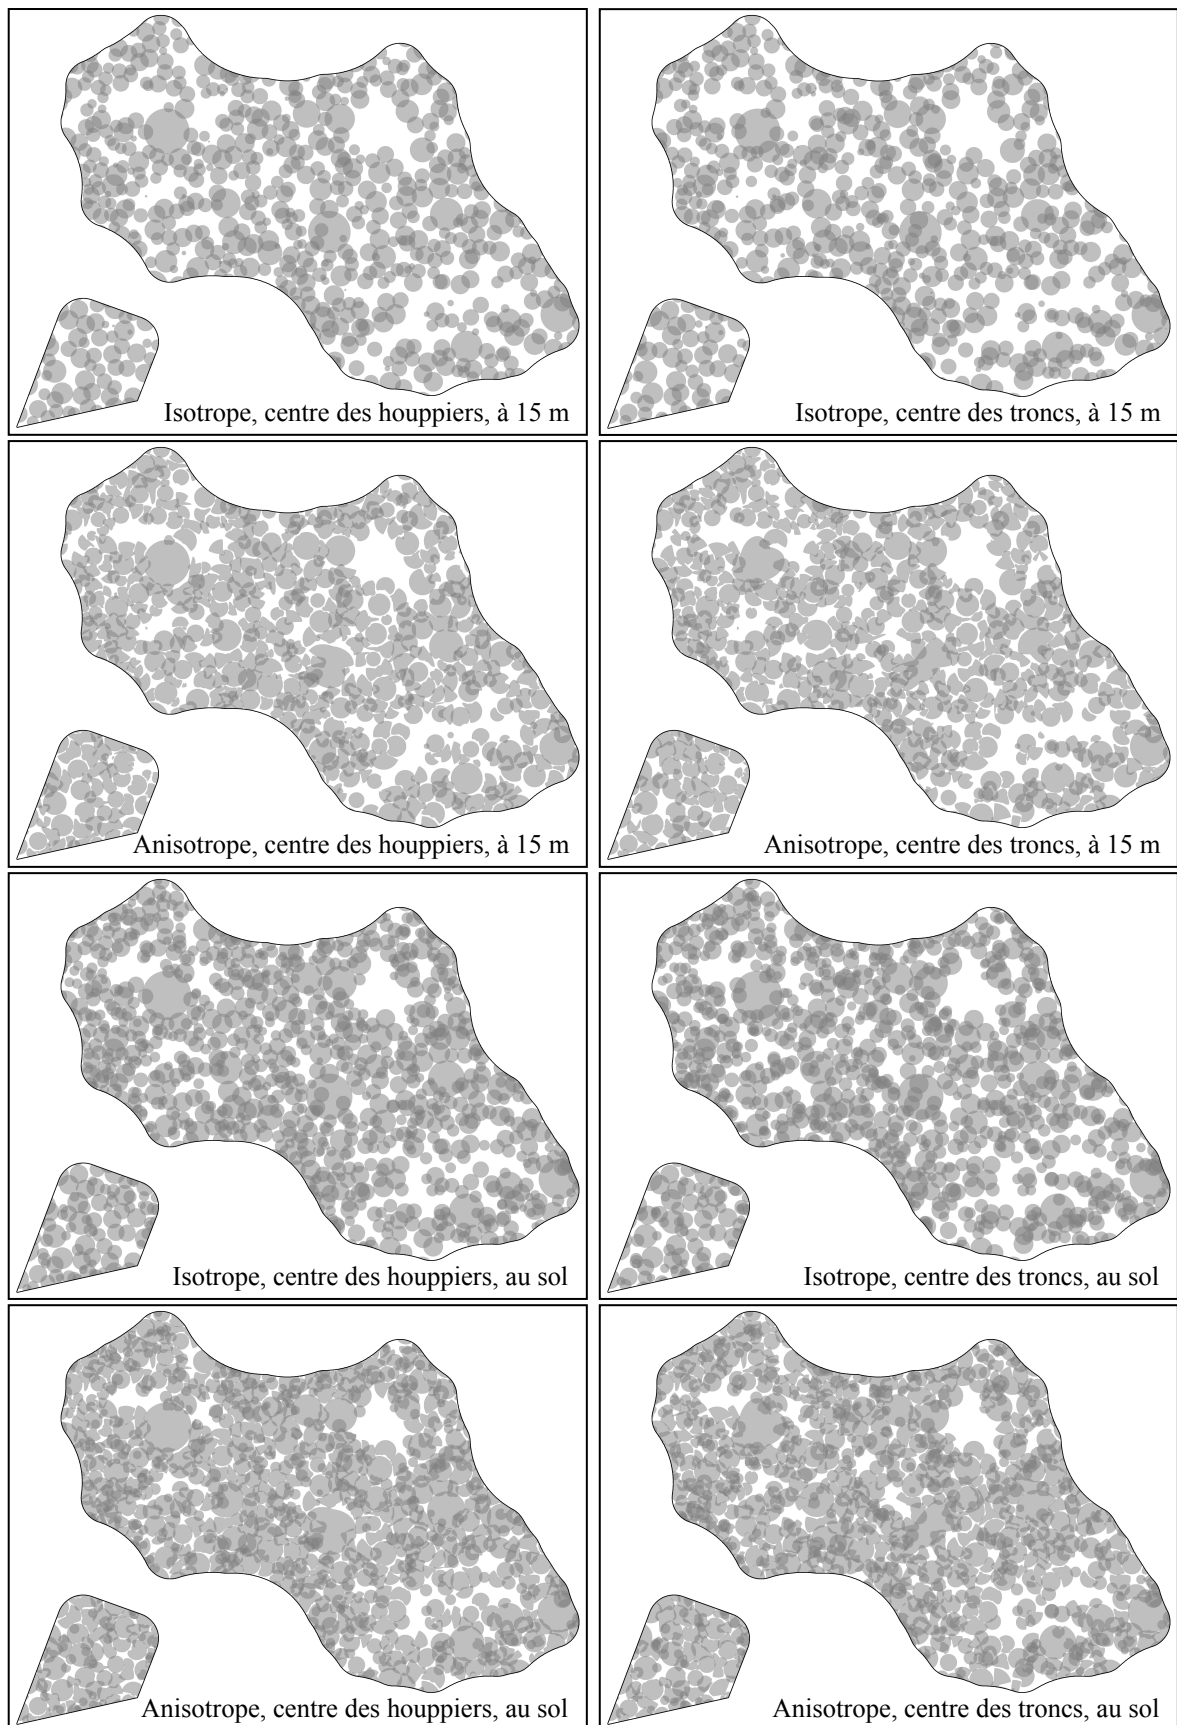 Isotrope, centre des houppiers, à 15 m
Isotrope, centre des troncs, à 15 m
Anisotrope, centre des houppiers, à 15 m
Anisotrope, centre des troncs, à 15 m
Isotrope, centre des houppiers, au sol
Isotrope, centre des troncs, au sol
Anisotrope, centre des houppiers, au sol
Anisotrope, centre des troncs, au sol